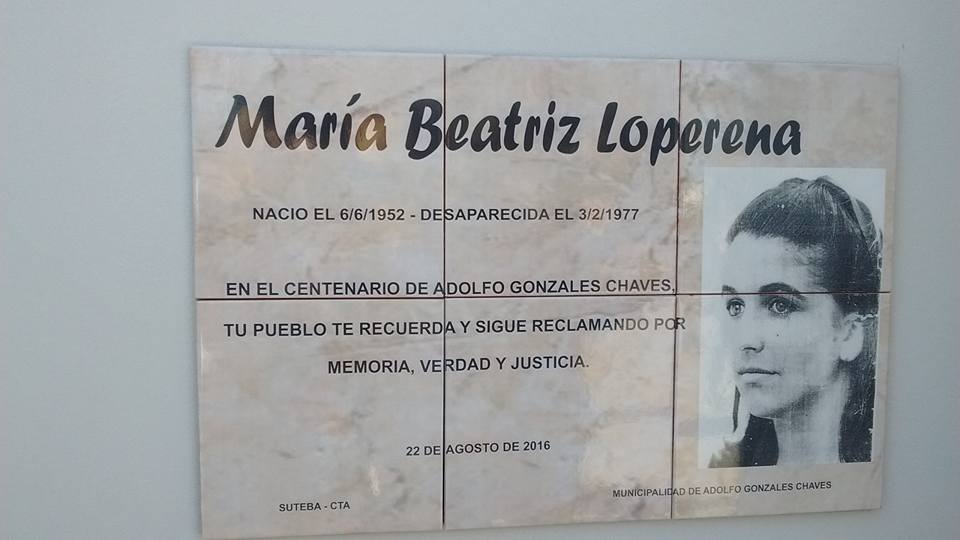 María Beatriz Loperena
NACIO EL 6/6/1952 - DESAPARECIDA EL 3/2/1977
EN EL CENTENARIO DE ADOLFO GONZALES CHAVES,
TU PUEBLO TE RECUERDA Y SIGUE RECLAMANDO POR
MEMORIA, VERDAD Y JUSTICIA.
22 DE AGOSTO DE 2016
SUTEBA - CTA
MUNICIPALIDAD DE ADOLFO GONZALES CHAVES